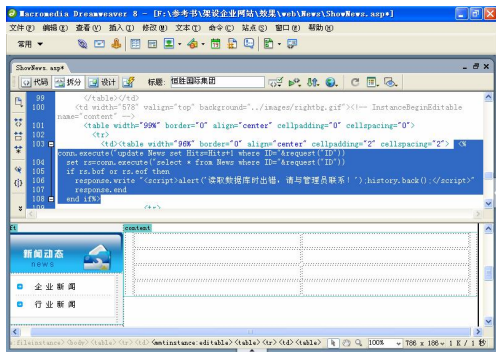 Macromedia Dreamweaver 8 - [F:\参考书\架设企业网站\效果\web\News\ShowNews.asp*]
文件(F) 编辑(E) 查看(V) 插入(I) 修改(M) 文本(T) 命令(C) 站点(S) 窗口(W) 帮助(H)
常用
ShowNews.asp*
代码 拆分 设计 标题: 恒胜国际集团
99 </table></td>
100 <td width="578" valign="top" background="../images/rightbg.gif"><!-- InstanceBeginEditable
name="content" -->
101 <table width="99%" border="0" align="center" cellpadding="0" cellspacing="0">
102 <tr>
103 <td><table width="96%" border="0" align="center" cellpadding="2" cellspacing="2"> <%
conn.execute("update News set Hits=Hits+1 where ID="&request("ID"))
104 set rs=conn.execute("select * from News where ID="&request("ID"))
105 if rs.bof or rs.eof then
106 response.write "<script>alert('读取数据库时出错，请与管理员联系！');history.back();</script>"
107 response.end
108 end if%>
109 <tr>
content
新闻动态
news
企业新闻
行业新闻
<body> <table> <tr> <td> <mmtinstance:editable> <table> <tr> <td> <table> 100% 786 x 186 1 K / 1 秒